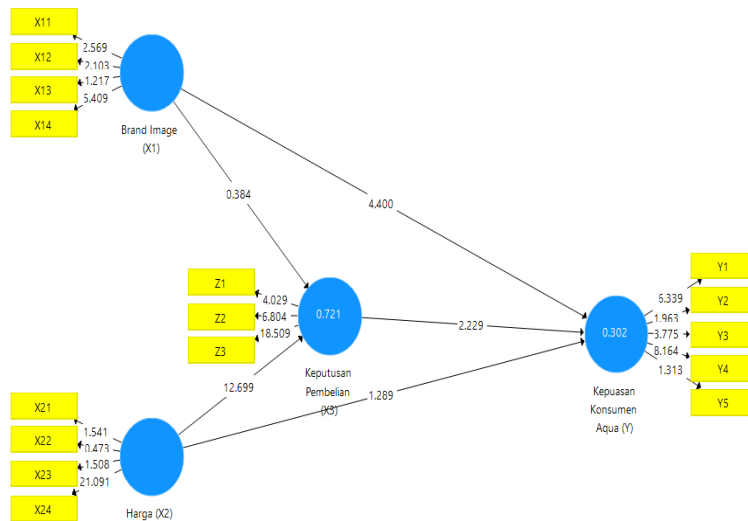 X11
X12
X13
X14
2.569
2.103
1.217
5.409
Brand Image
(X1)
0.384
4.400
Z1
Z2
Z3
4.029
6.804
18.509
0.721
Keputusan
Pembelian
(X3)
12.699
2.229
1.289
Y1
Y2
Y3
Y4
Y5
6.339
1.963
3.775
8.164
1.313
0.302
Kepuasan
Konsumen
Aqua (Y)
X21
X22
X23
X24
1.541
0.473
1.508
21.091
Harga (X2)